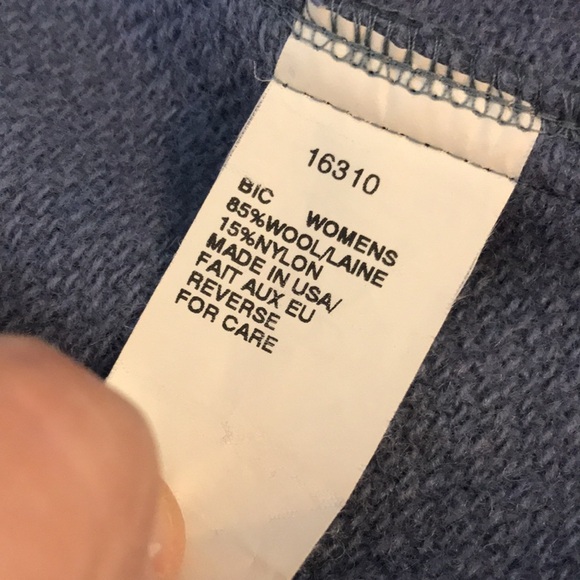 16310
BIC WOMENS
85%WOOL/LAINE
15%NYLON
MADE IN USA/
FAIT AUX EU
REVERSE
FOR CARE